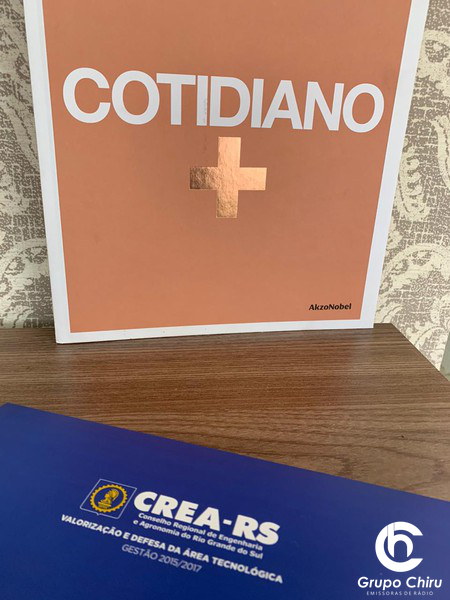 COTIDIANO
AkzoNobel
CREA-RS
Conselho Regional de Engenharia
e Agronomia do Rio Grande do Sul
VALORIZAÇÃO E DEFESA DA ÁREA TECNOLÓGICA
GESTÃO 2015/2017
Grupo Chiru
EMISSORAS DE RÁDIO